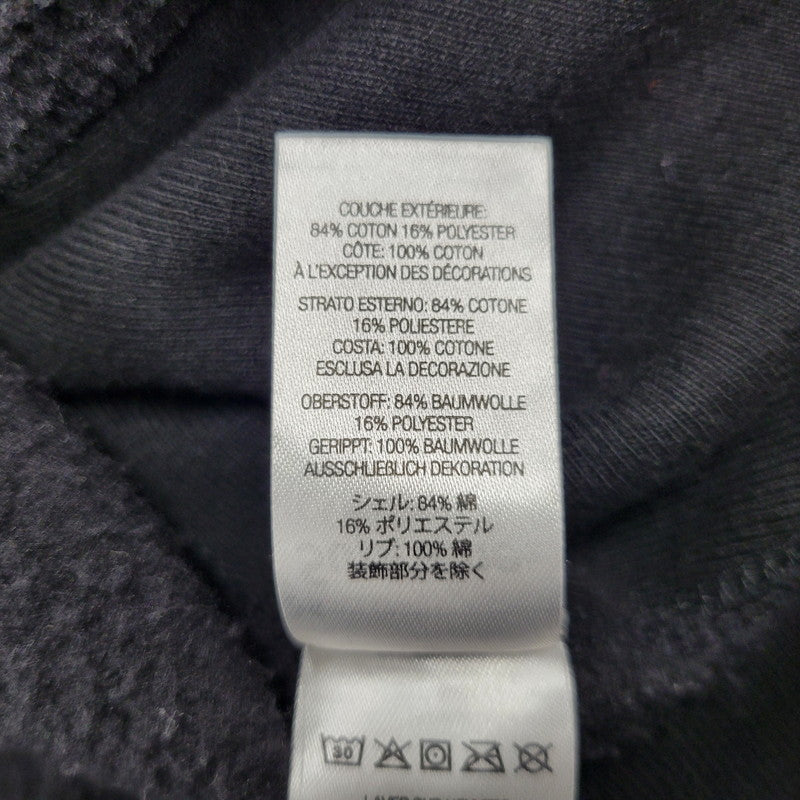 COUCHE EXTÉRIEURE:
84% COTON 16% POLYESTER
CÔTE: 100% COTON
À L'EXCEPTION DES DÉCORATIONS
STRATO ESTERNO: 84% COTONE
16% POLIESTERE
COSTA: 100% COTONE
ESCLUSA LA DECORAZIONE
OBERSTOFF: 84% BAUMWOLLE
16% POLYESTER
GERIPPT: 100% BAUMWOLLE
AUSSCHLIEßLICH DEKORATION
シェル: 84% 綿
16% ポリエステル
リブ: 100% 綿
装飾部分を除く
30